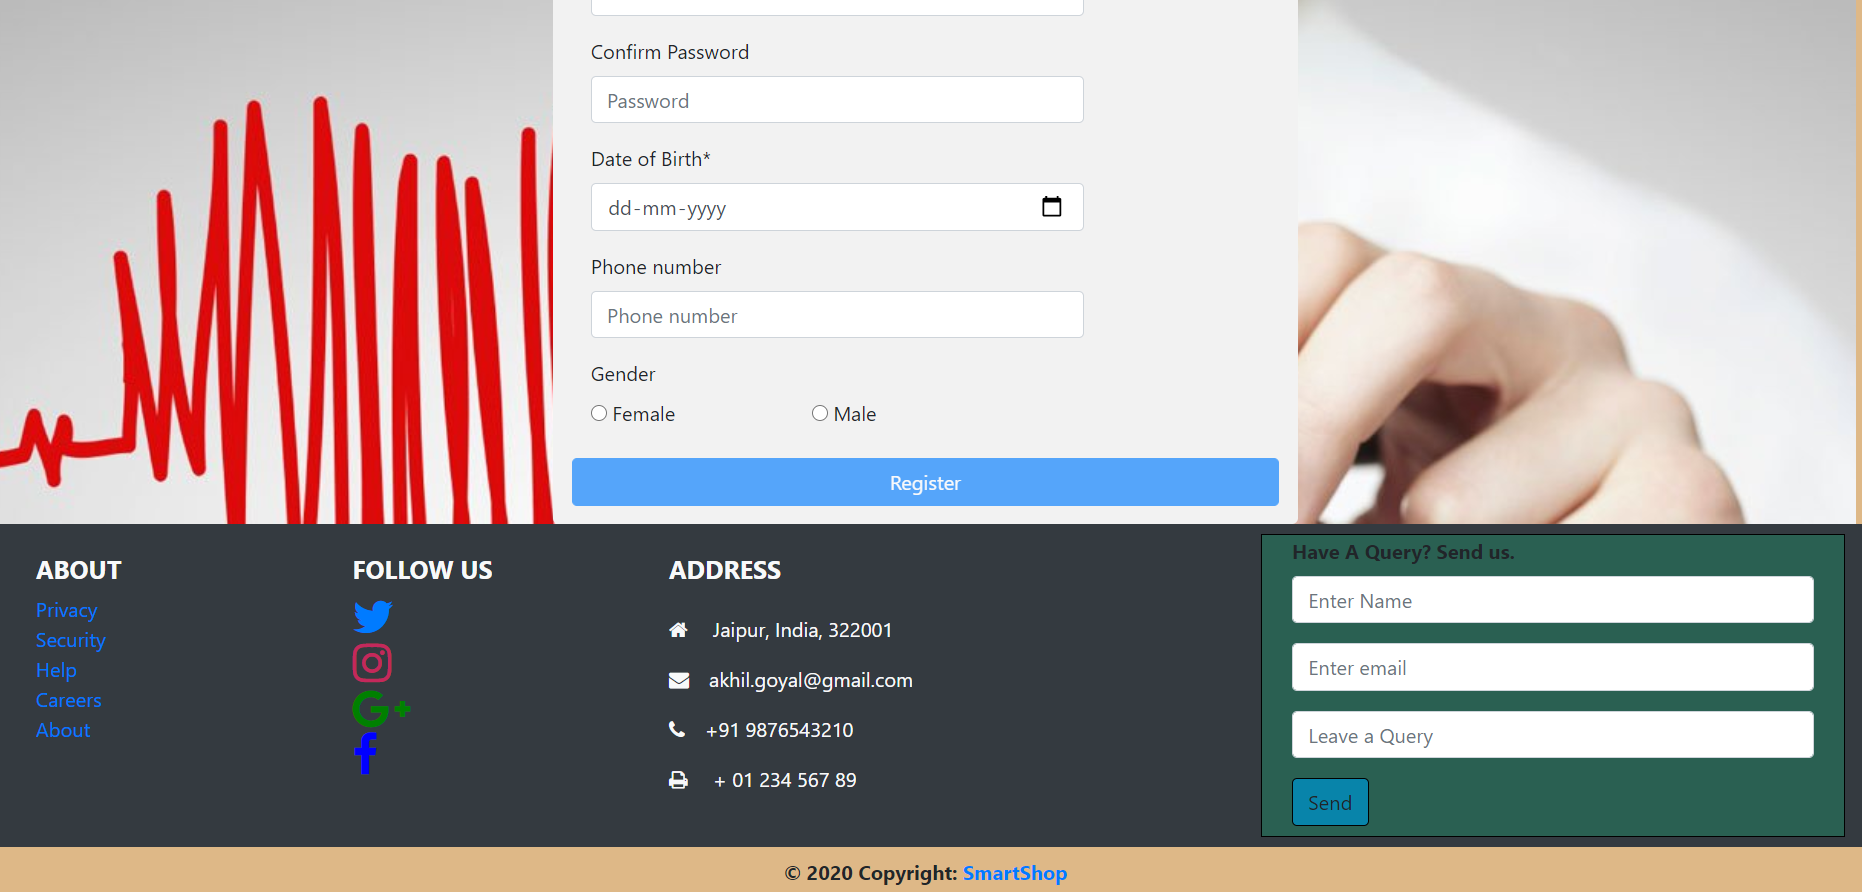 Confirm Password
Password
Date of Birth*
dd-mm-yyyy
Phone number
Phone number
Gender
Female Male
Register
ABOUT
Privacy
Security
Help
Careers
About
FOLLOW US
ADDRESS
Jaipur, India, 322001
akhil.goyal@gmail.com
+91 9876543210
+ 01 234 567 89
Have A Query? Send us.
Enter Name
Enter email
Leave a Query
Send
© 2020 Copyright: SmartShop